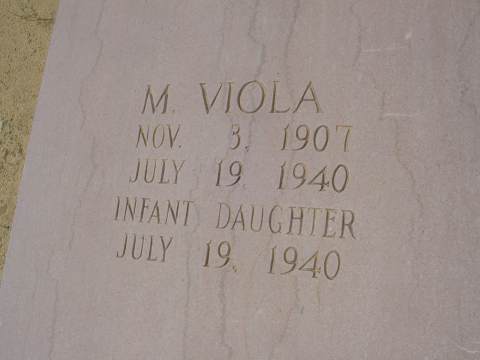 M. VIOLA
NOV. 3, 1907
JULY 19, 1940
INFANT DAUGHTER
JULY 19, 1940